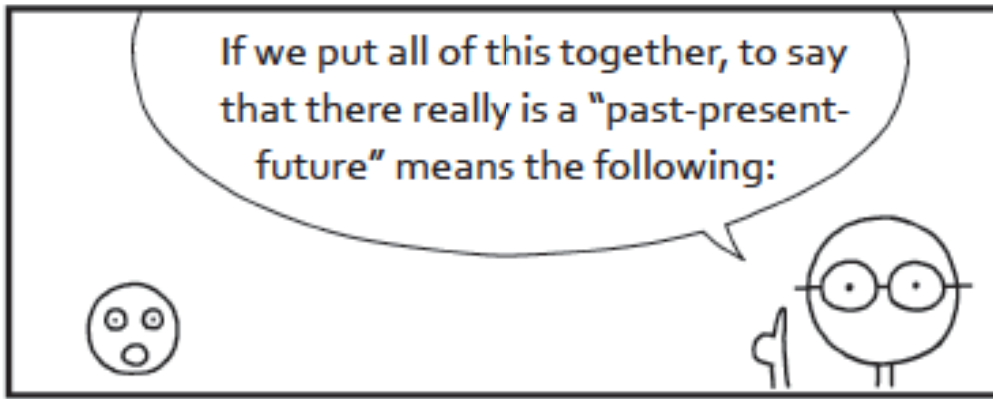 If we put all of this together, to say
that there really is a “past-present-
future” means the following: